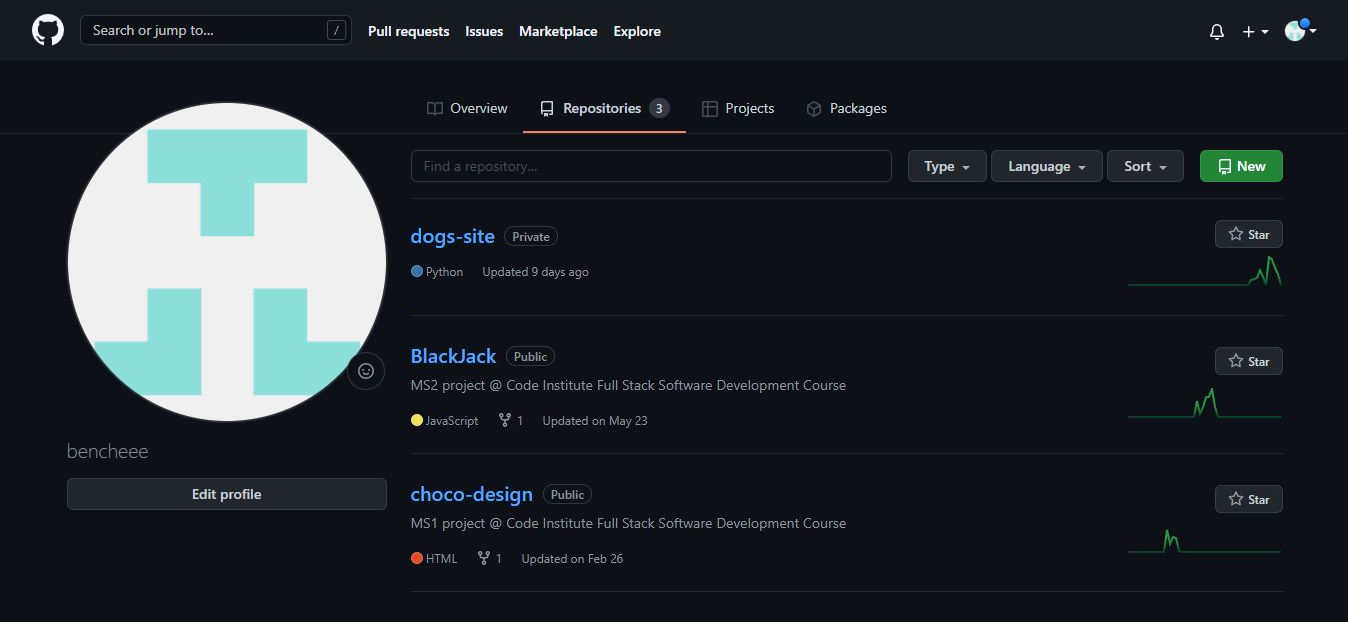 Search or jump to... /
Pull requests Issues Marketplace Explore
Overview Repositories 3 Projects Packages
Find a repository...
Type Language Sort New
dogs-site Private
Star
Python Updated 9 days ago
BlackJack Public
Star
MS2 project @ Code Institute Full Stack Software Development Course
JavaScript 1 Updated on May 23
bencheee
Edit profile
choco-design Public
Star
MS1 project @ Code Institute Full Stack Software Development Course
HTML 1 Updated on Feb 26